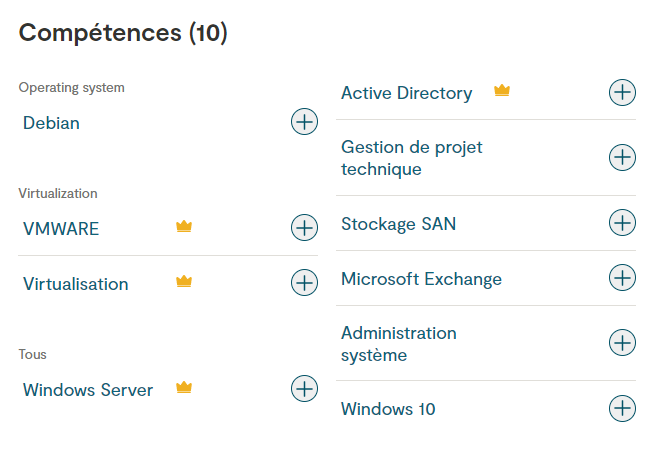 Compétences (10)
Operating system
Debian
Virtualization
VMWARE
Virtualisation
Tous
Windows Server
Active Directory
Gestion de projet
technique
Stockage SAN
Microsoft Exchange
Administration
système
Windows 10